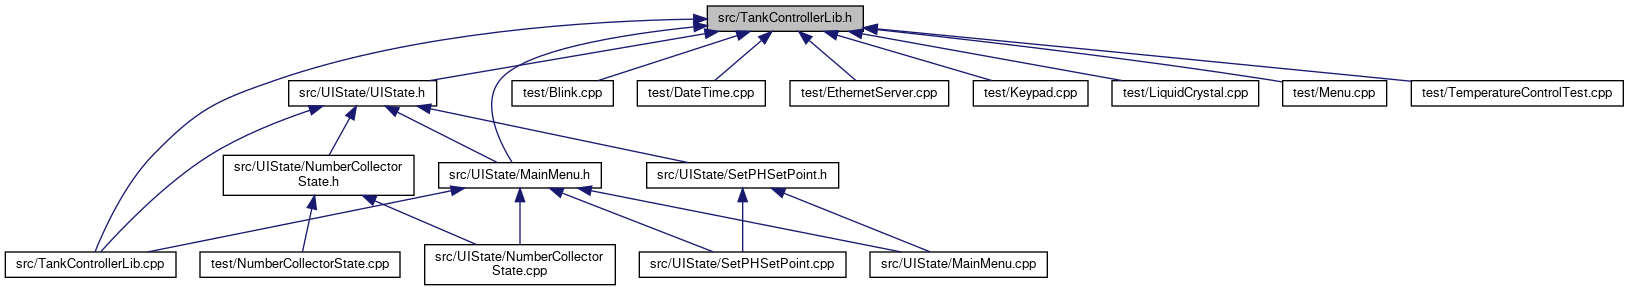 src/TankControllerLib.h
src/UIState/UIState.h
test/Blink.cpp
test/DateTime.cpp
test/EthernetServer.cpp
test/Keypad.cpp
test/LiquidCrystal.cpp
test/Menu.cpp
test/TemperatureControlTest.cpp
src/UIState/NumberCollector
State.h
src/UIState/MainMenu.h
src/UIState/SetPHSetPoint.h
src/TankControllerLib.cpp
test/NumberCollectorState.cpp
src/UIState/NumberCollector
State.cpp
src/UIState/SetPHSetPoint.cpp
src/UIState/MainMenu.cpp